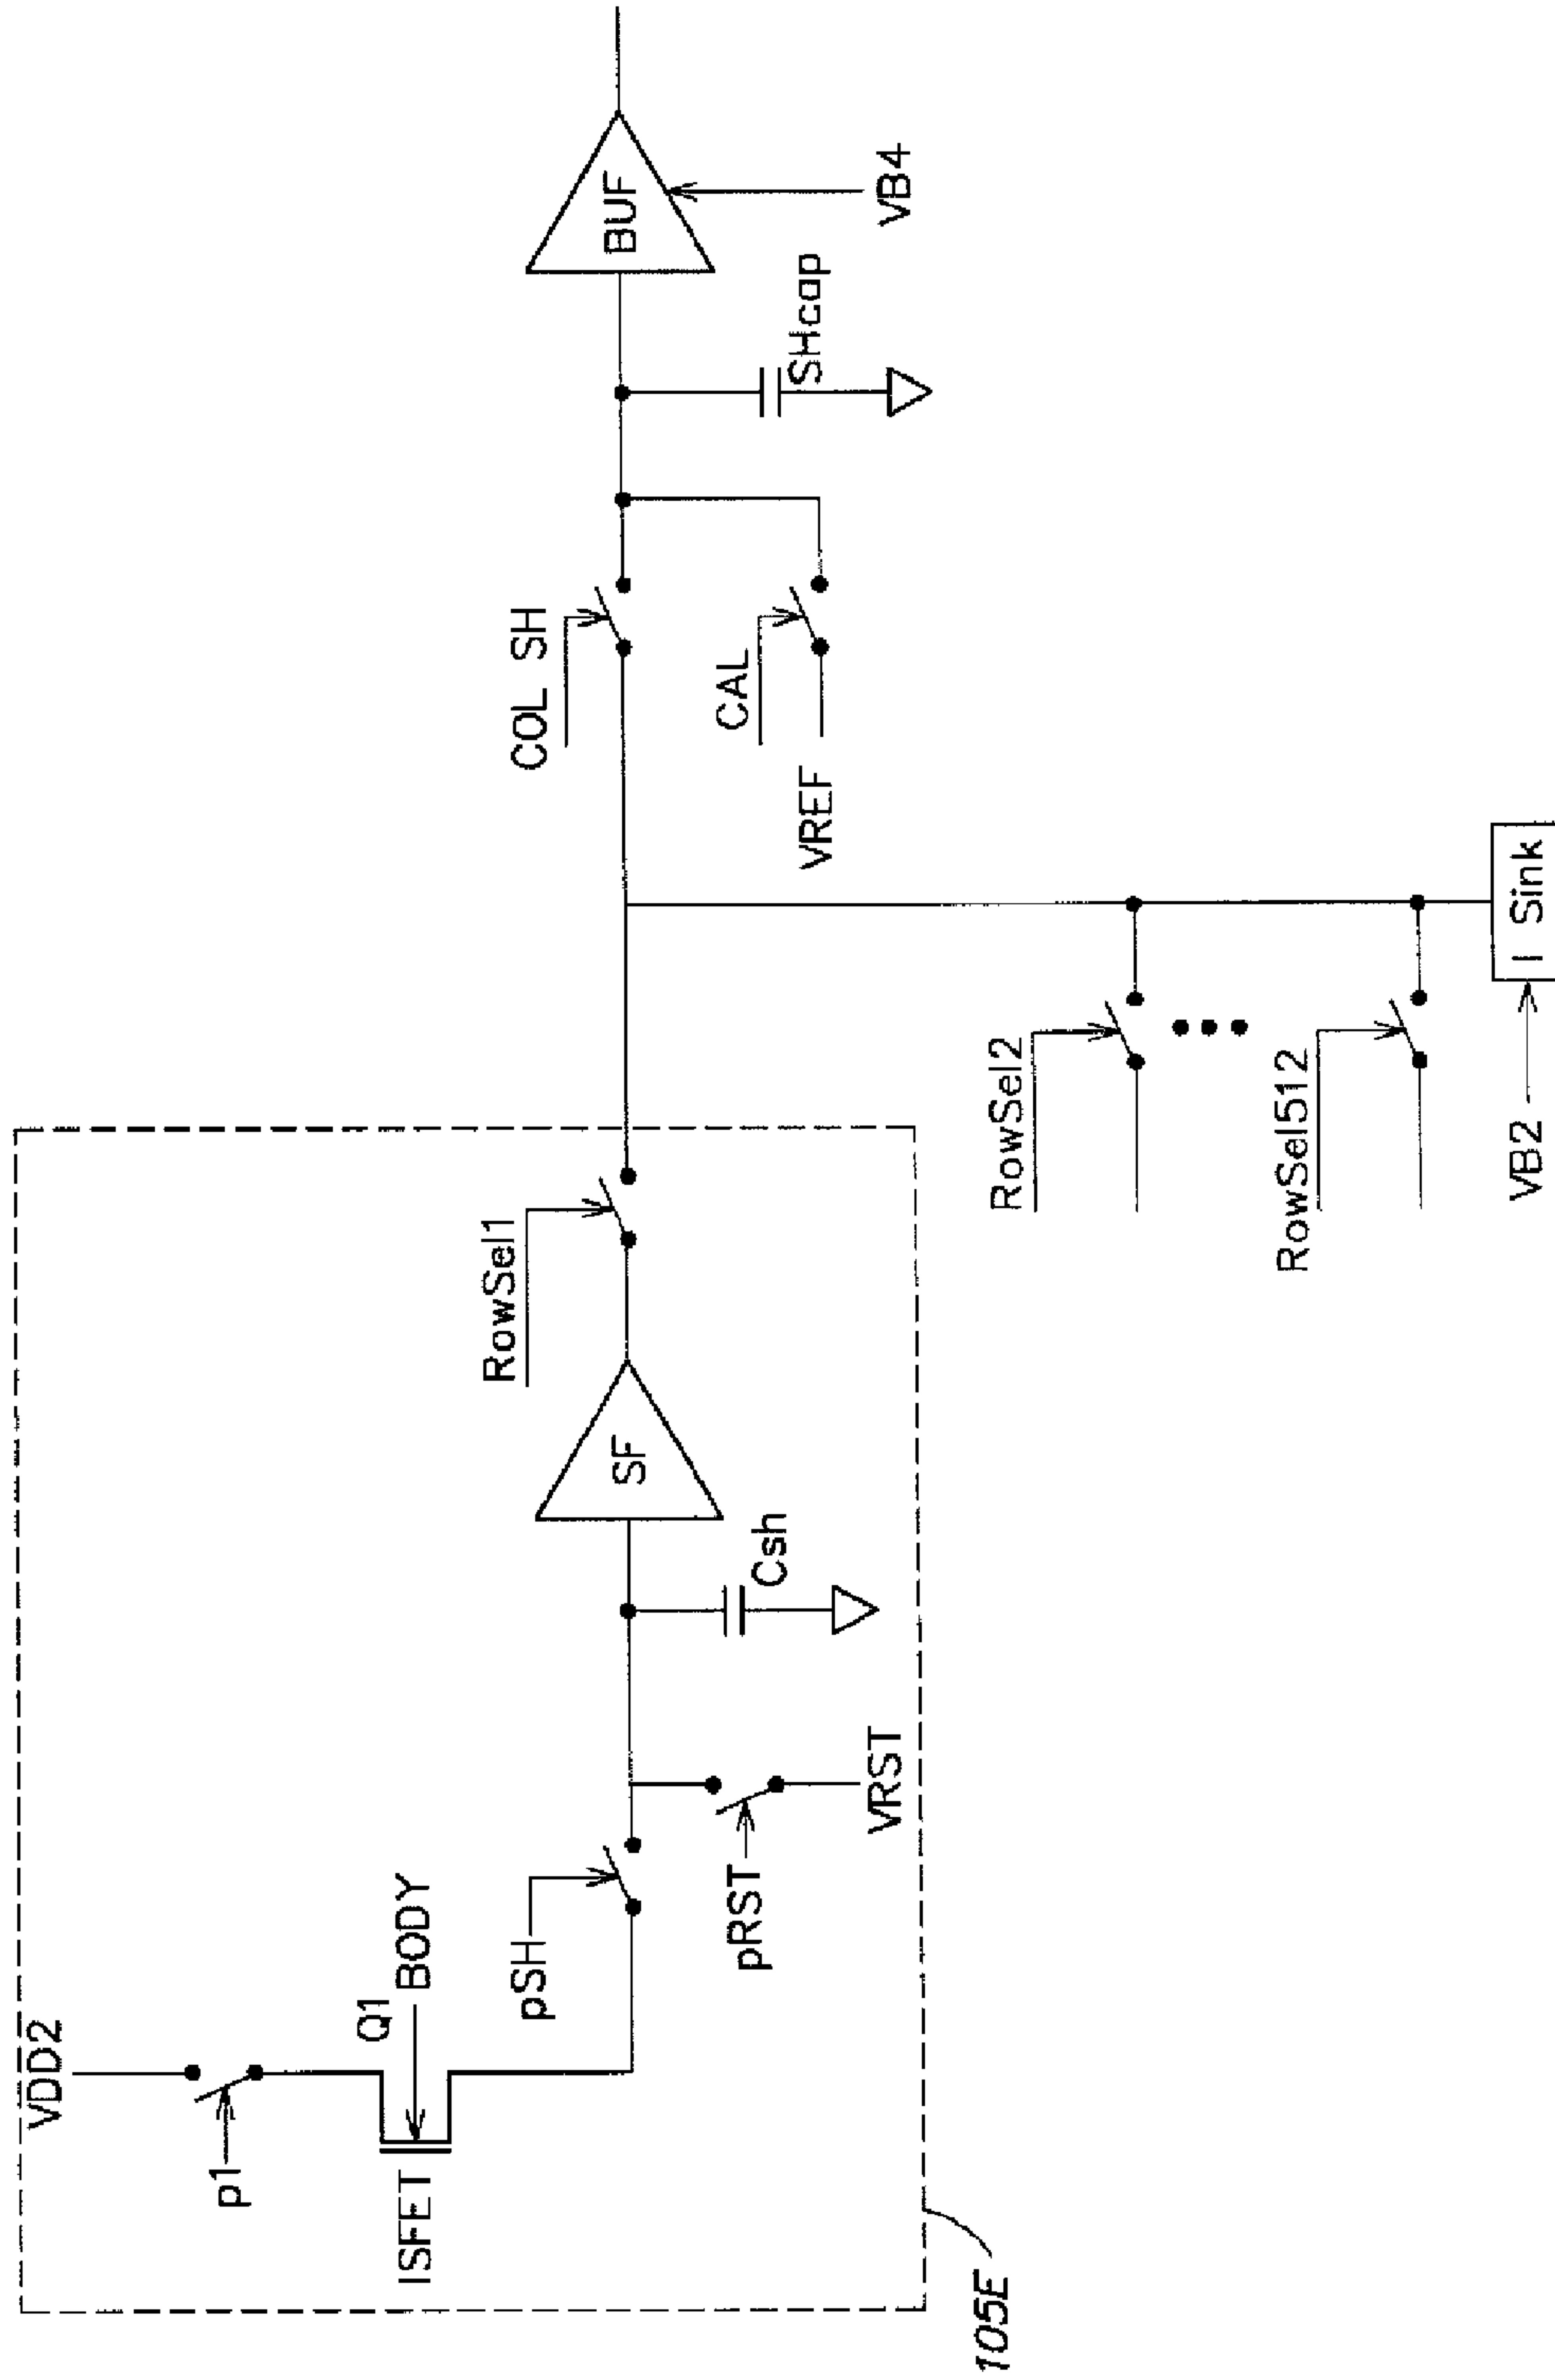 VDD2
p1
Q1
BODY
ISFET
pSH
pRST
VRST
Csh
SF
RowSel1
105E
RowSel2
RowSel512
VB2
I Sink
COL SH
CAL
VREF
SHcap
BUF
VB4